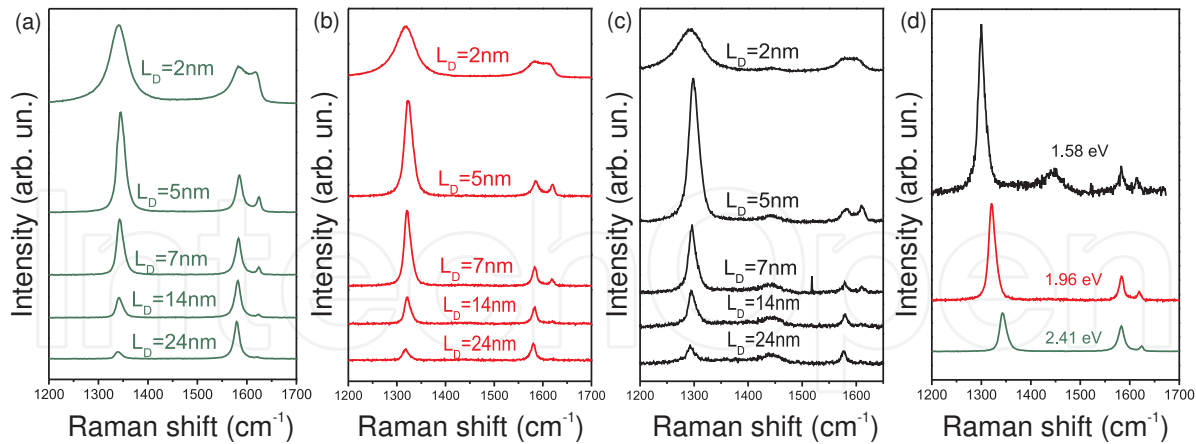 (a)
Intensity (arb. un.)
L_D=2nm
L_D=5nm
L_D=7nm
L_D=14nm
L_D=24nm
1200 1300 1400 1500 1600 1700
Raman shift (cm⁻¹)
(b)
Intensity (arb. un.)
L_D=2nm
L_D=5nm
L_D=7nm
L_D=14nm
L_D=24nm
1200 1300 1400 1500 1600 1700
Raman shift (cm⁻¹)
(c)
Intensity (arb. un.)
L_D=2nm
L_D=5nm
L_D=7nm
L_D=14nm
L_D=24nm
1200 1300 1400 1500 1600
Raman shift (cm⁻¹)
(d)
Intensity (arb. un.)
1.58 eV
1.96 eV
2.41 eV
1200 1300 1400 1500 1600 1700
Raman shift (cm⁻¹)
IntechOpen